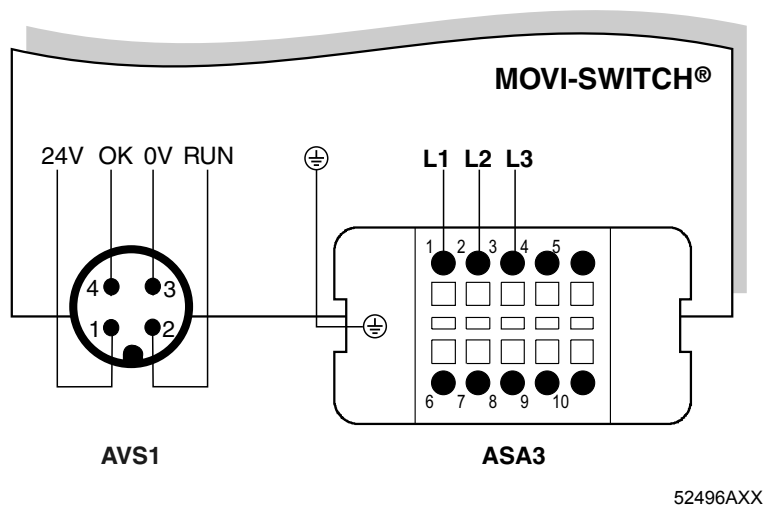 MOVI-SWITCH®
24V OK 0V RUN
L1 L2 L3
1 2 3 4 5
4 3
1 2
6 7 8 9 10
AVS1
ASA3
52496AXX